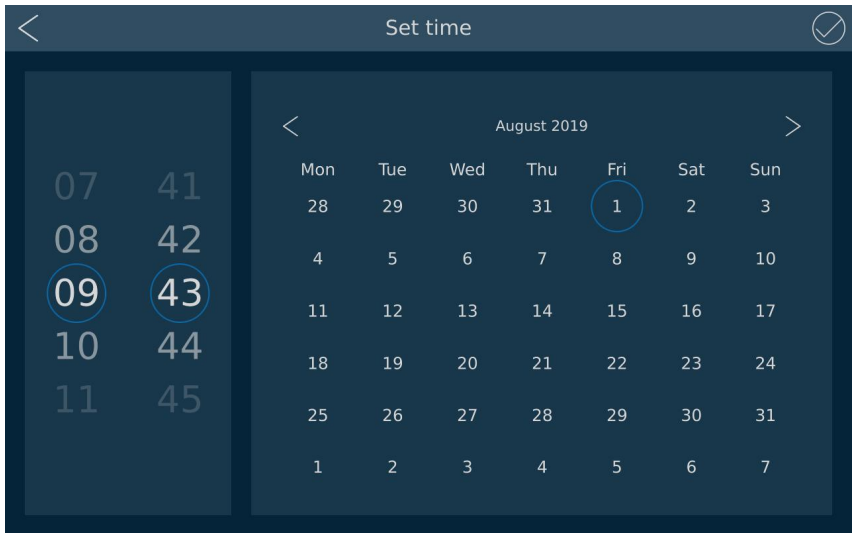 Set time
07 41
08 42
09 43
10 44
11 45
August 2019
Mon Tue Wed Thu Fri Sat Sun
28 29 30 31 1 2 3
4 5 6 7 8 9 10
11 12 13 14 15 16 17
18 19 20 21 22 23 24
25 26 27 28 29 30 31
1 2 3 4 5 6 7